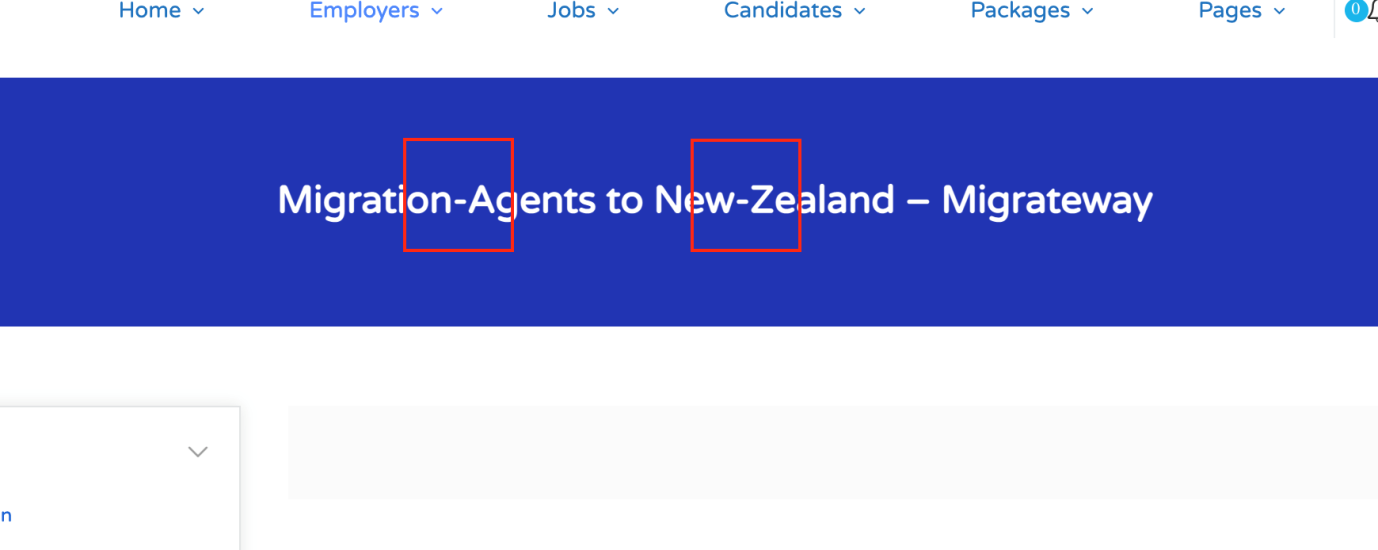 Home Employers Jobs Candidates Packages Pages 0
Migration-Agents to New-Zealand – Migrateway
n